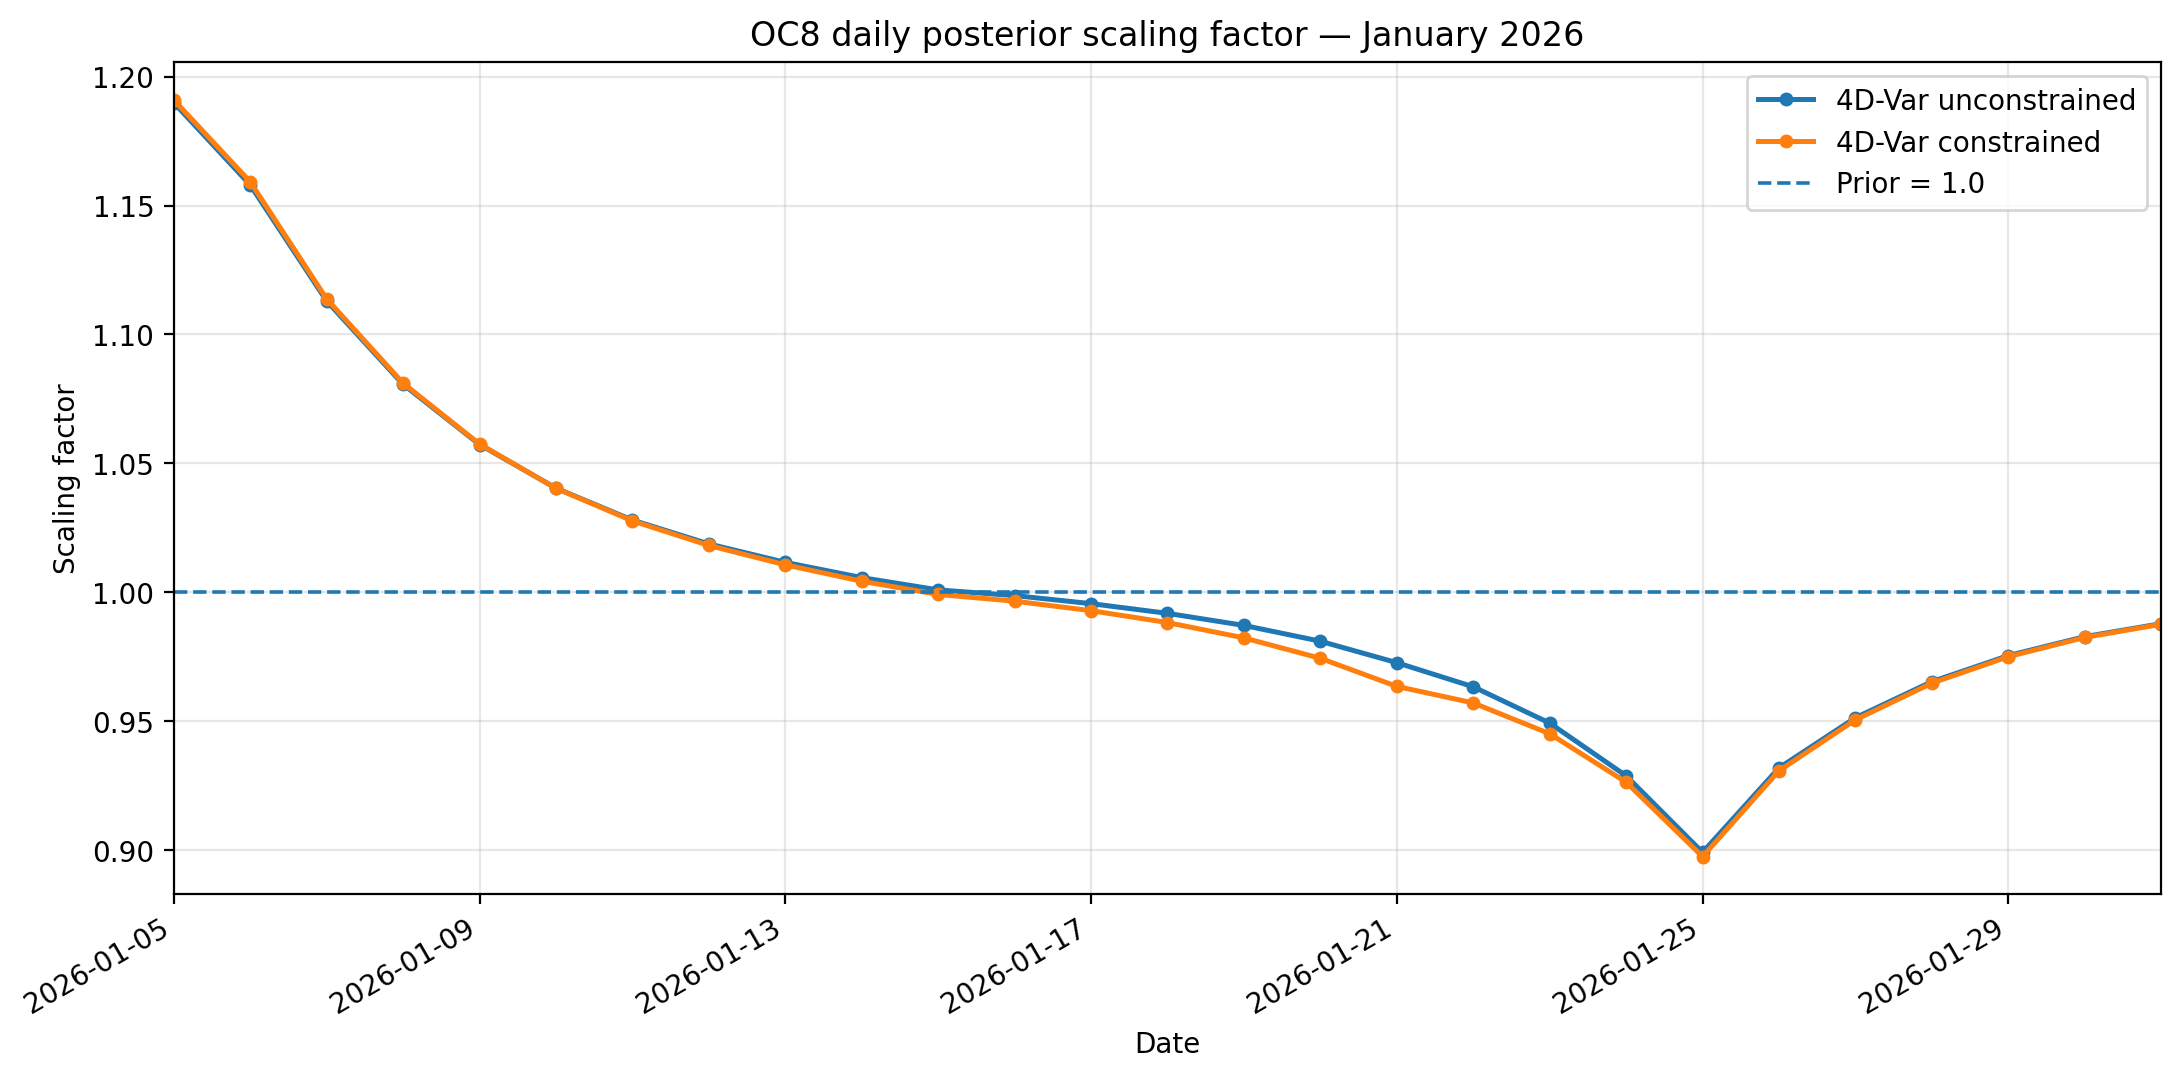 OC8 daily posterior scaling factor — January 2026
4D-Var unconstrained
4D-Var constrained
Prior = 1.0
Scaling factor
1.20
1.15
1.10
1.05
1.00
0.95
0.90
2026-01-05
2026-01-09
2026-01-13
2026-01-17
2026-01-21
2026-01-25
2026-01-29
Date